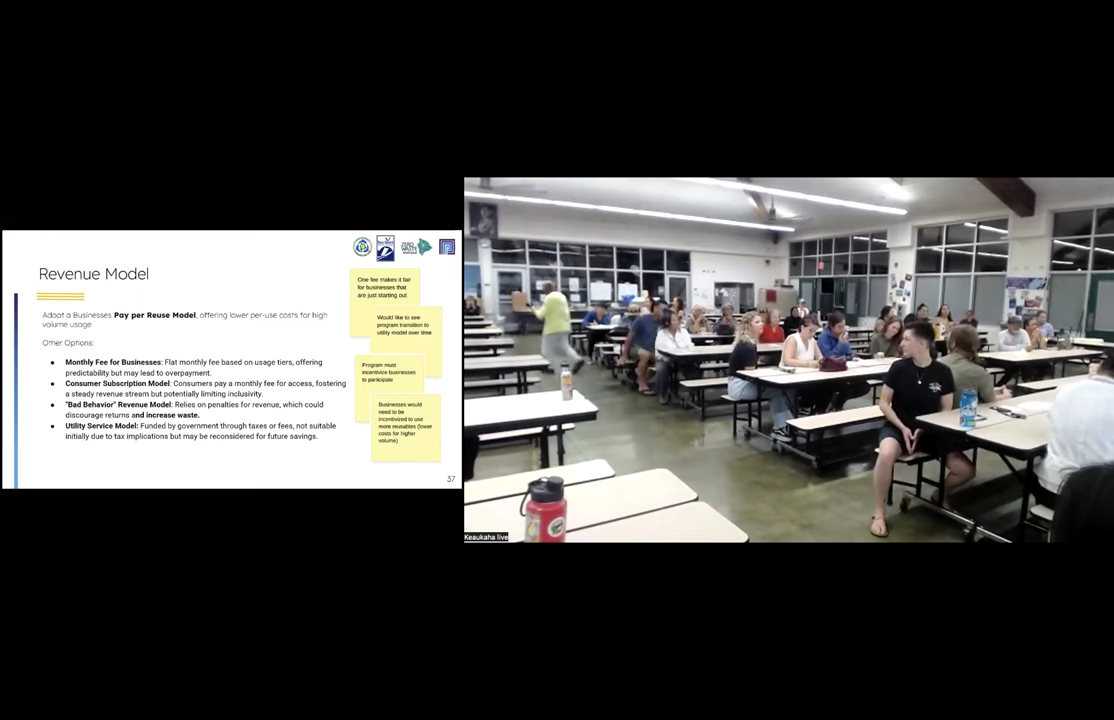 Revenue Model
Adopt a Businesses Pay per Reuse Model, offering lower per-use costs for high
volume usage
Other Options:
● Monthly Fee for Businesses: Flat monthly fee based on usage tiers, offering
predictability but may lead to overpayment.
● Consumer Subscription Model: Consumers pay a monthly fee for access, fostering
a steady revenue stream but potentially limiting inclusivity.
● "Bad Behavior" Revenue Model: Relies on penalties for revenue, which could
discourage returns and increase waste.
● Utility Service Model: Funded by government through taxes or fees, not suitable
initially due to tax implications but may be reconsidered for future savings.
ZERO
WASTE
One fee makes it fair
for businesses that
are just starting out
Would like to see
program transition to
utility model over time
Program must
incentivize businesses
to participate
Businesses would
need to be
incentivized to use
more reusables (lower
costs for higher
volume)
37
Keaukaha live